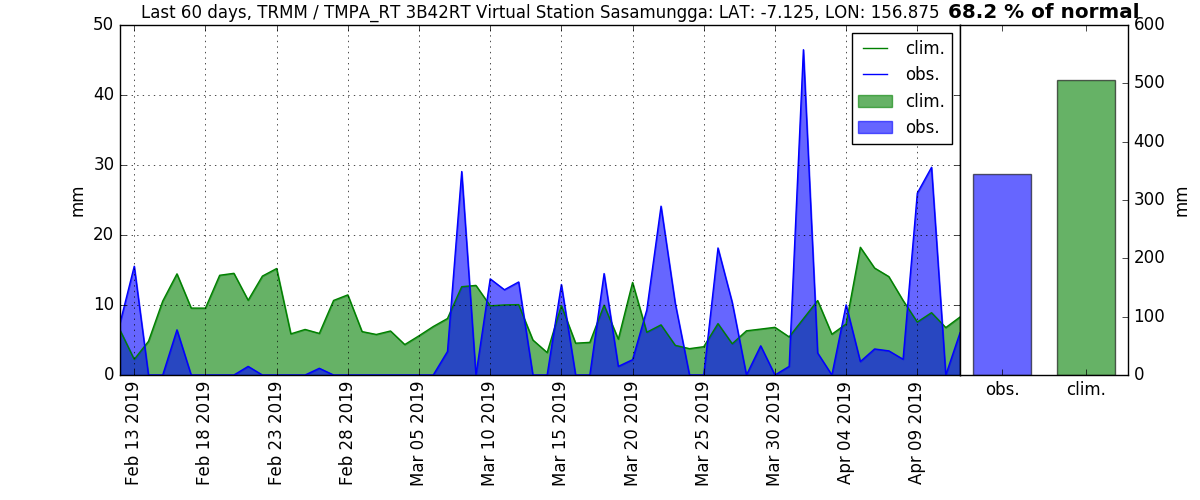 Last 60 days, TRMM / TMPA_RT 3B42RT Virtual Station Sasamungga: LAT: -7.125, LON: 156.875 68.2 % of normal
50
40
30
20
10
0
mm
clim.
obs.
clim.
obs.
600
500
400
300
200
100
0
mm
Feb 13 2019
Feb 18 2019
Feb 23 2019
Feb 28 2019
Mar 05 2019
Mar 10 2019
Mar 15 2019
Mar 20 2019
Mar 25 2019
Mar 30 2019
Apr 04 2019
Apr 09 2019
obs.
clim.